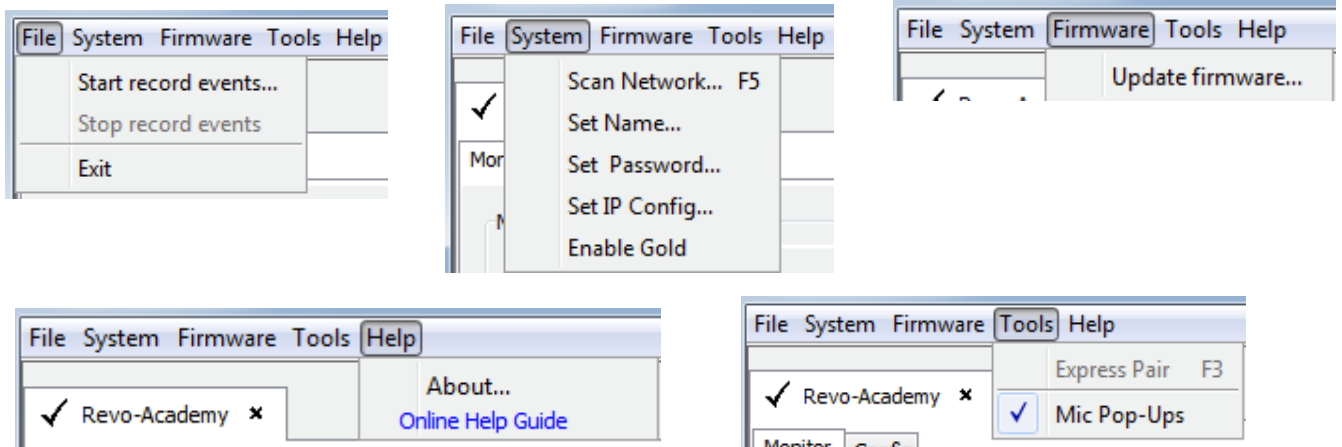 File System Firmware Tools Help
Start record events...
Stop record events
Exit
File System Firmware Tools Help
Scan Network... F5
Set Name...
Mon
Set  Password...
Set IP Config...
Enable Gold
File System Firmware Tools Help
Update firmware...
File System Firmware Tools Help
About...
Revo-Academy
Online Help Guide
File System Firmware Tools Help
Express Pair F3
Revo-Academy
Mic Pop-Ups
Monitor